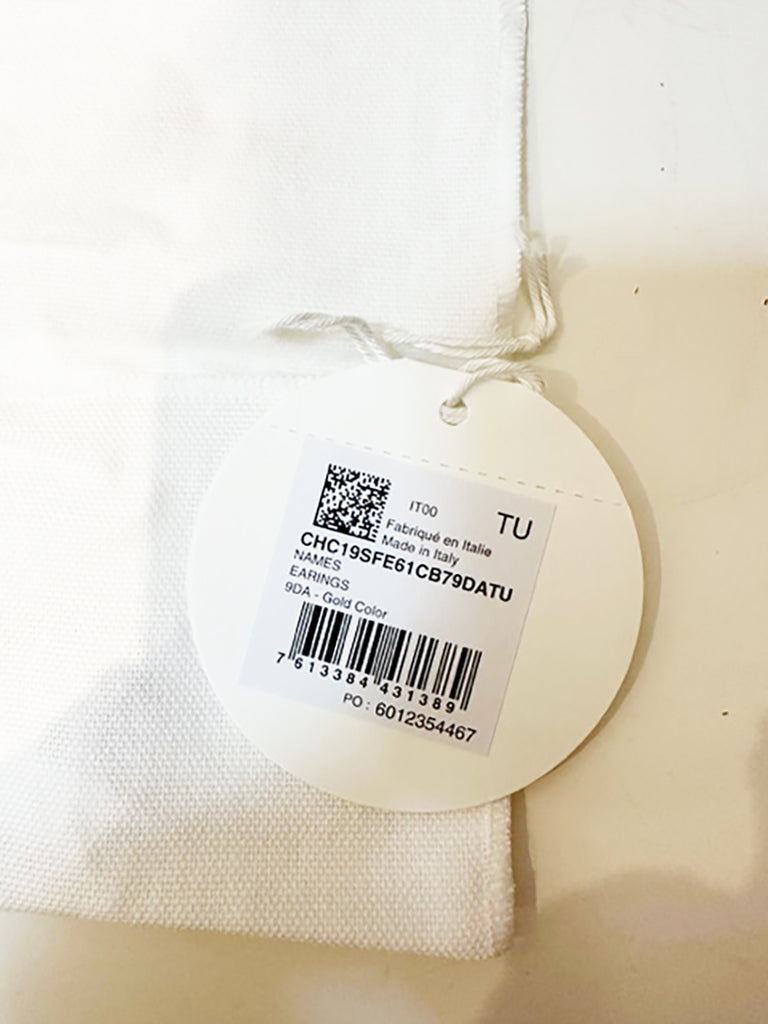 IT00
TU
Fabriqué en Italie
Made in Italy
CHC19SFE61CB79DATU
NAMES
EARINGS
9DA - Gold Color
7 613384 431389
PO : 6012354467